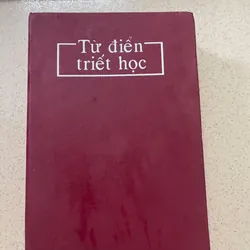 Từ điển
triết học